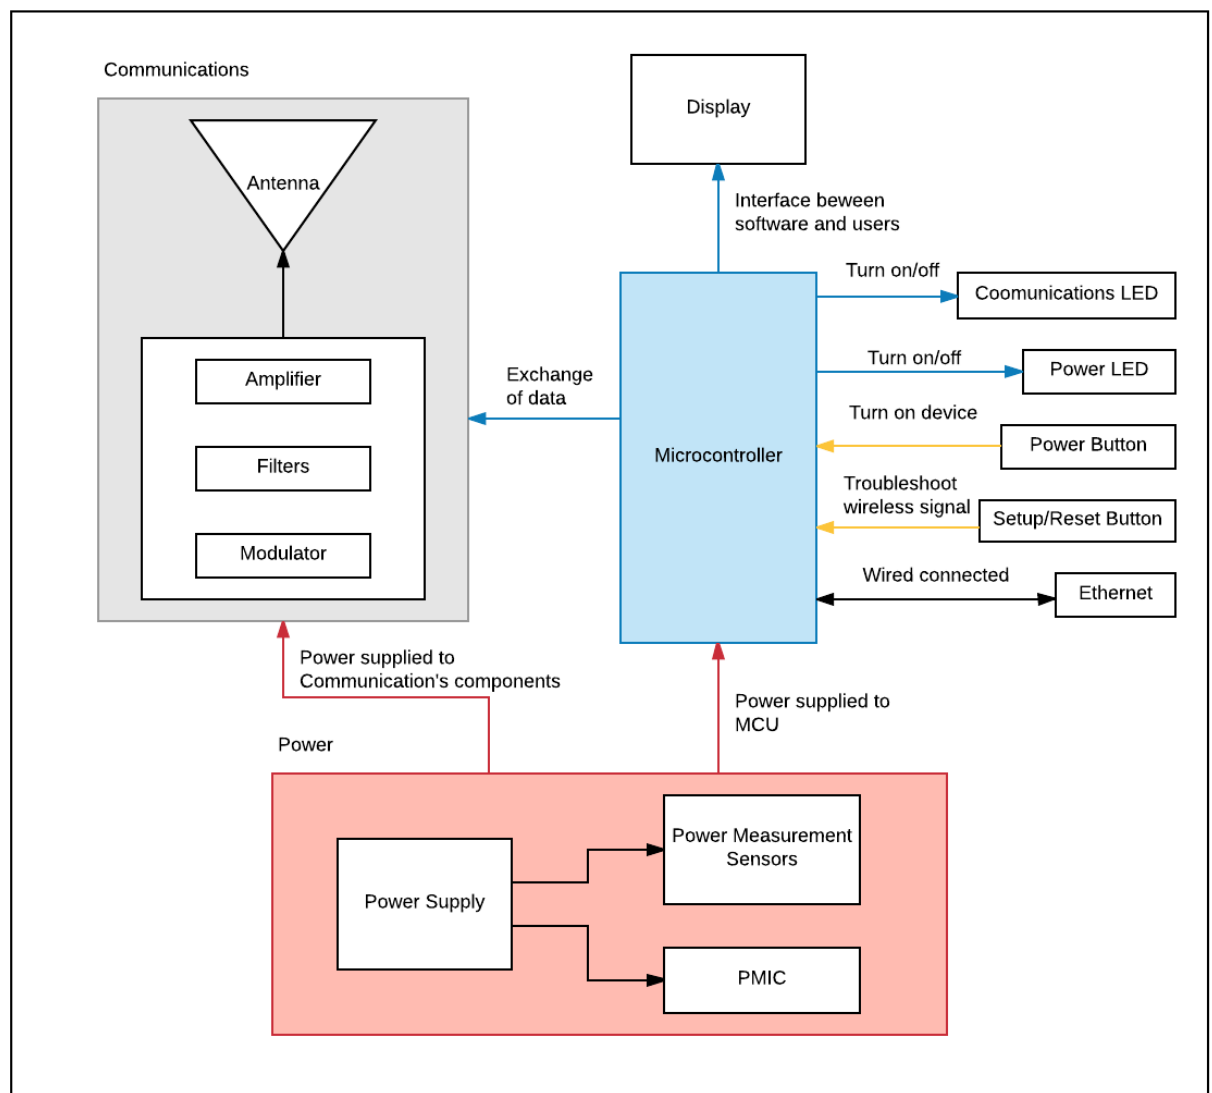 Communications
Antenna
Amplifier
Filters
Modulator
Exchange
of data
Display
Interface beween
software and users
Microcontroller
Turn on/off
Coomunications LED
Turn on/off
Power LED
Turn on device
Power Button
Troubleshoot
wireless signal
Setup/Reset Button
Wired connected
Ethernet
Power supplied to
Communication's components
Power supplied to
MCU
Power
Power Supply
Power Measurement
Sensors
PMIC